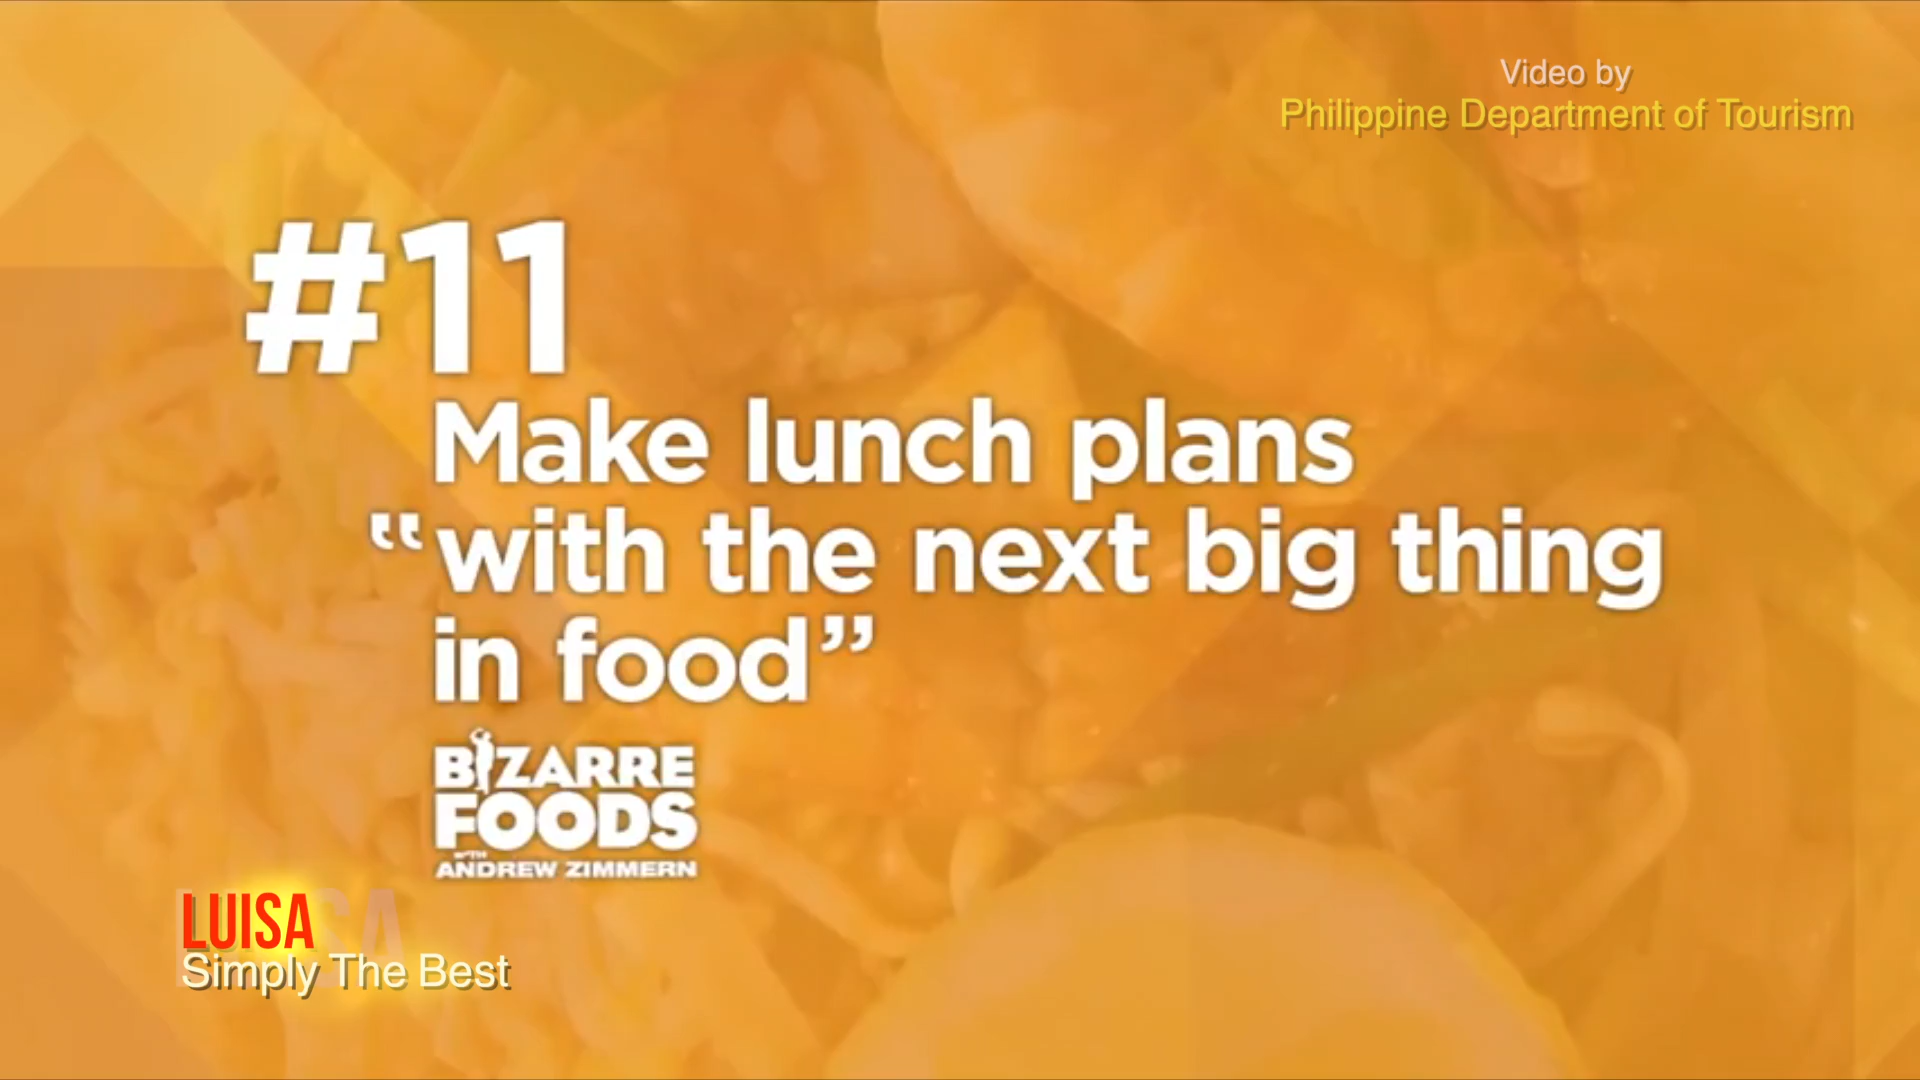 Video by
Philippine Department of Tourism
#11
Make lunch plans
“with the next big thing
in food”
BIZARRE
FOODS
WITH
ANDREW ZIMMERN
LUISA
Simply The Best